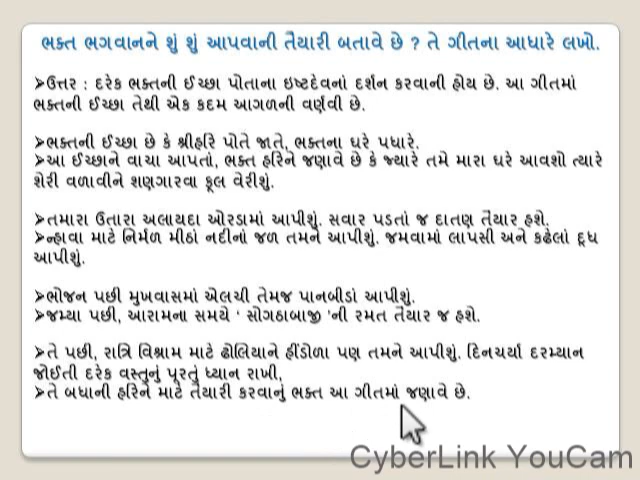 ભક્ત ભગવાનને શું શું આપવાની તૈયારી બતાવે છે ? તે ગીતના આધારે લખો.
➢ઉત્તર : દરેક ભક્તની ઈચ્છા પોતાના ઇષ્ટદેવનાં દર્શન કરવાની હોય છે. આ ગીતમાં
ભક્તની ઈચ્છા તેથી એક કદમ આગળની વર્ણવી છે.
➢ભક્તની ઈચ્છા છે કે શ્રીહરિ પોતે જાતે, ભક્તના ઘરે પધારે.
➢આ ઈચ્છાને વાચા આપતાં, ભક્ત હરિને જણાવે છે કે જ્યારે તમે મારા ઘરે આવશો ત્યારે
શેરી વળાવીને શણગારવા ફૂલ વેરીશું.
➢તમારા ઉતારા અલાયદા ઓરડામાં આપીશું. સવાર પડતાં જ દાતણ તૈયાર હશે.
➢ન્હાવા માટે નિર્મળ મીઠાં નદીનાં જળ તમને આપીશું. જમવામાં લાપસી અને કઢેલાં દૂધ
આપીશું.
➢ભોજન પછી મુખવાસમાં એલચી તેમજ પાનબીડાં આપીશું.
➢જમ્યા પછી, આરામના સમયે ' સોગઠાબાજી 'ની રમત તૈયાર જ હશે.
➢તે પછી, રાત્રિ વિશ્રામ માટે ઢોલિયાને હીંડોળા પણ તમને આપીશું. દિનચર્યા દરમ્યાન
જોઈતી દરેક વસ્તુનું પૂરતું ધ્યાન રાખી,
➢તે બધાની હરિને માટે તૈયારી કરવાનું ભક્ત આ ગીતમાં જણાવે છે.
CyberLink YouCam